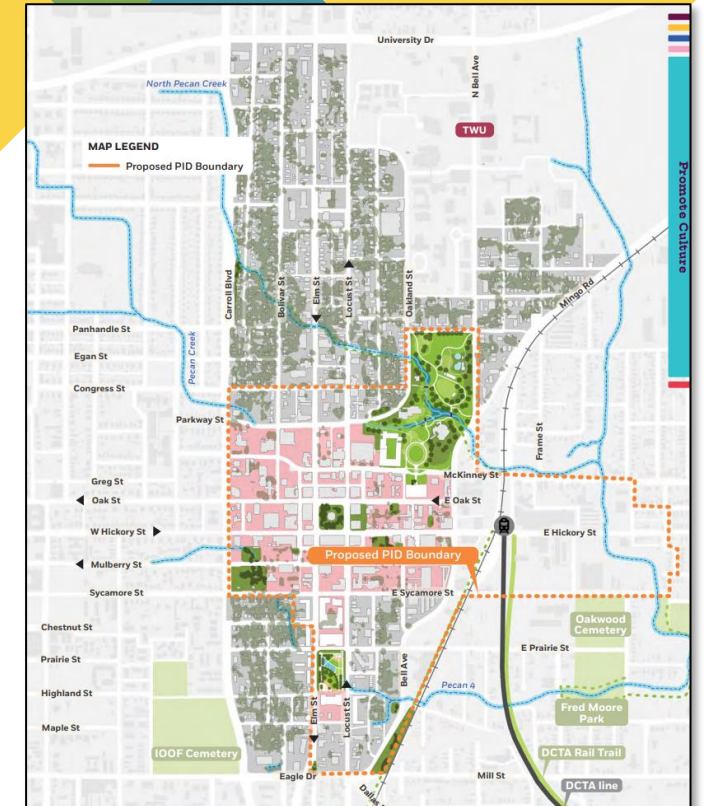 University Dr
N Bell Ave
North Pecan Creek
TWU
MAP LEGEND
Proposed PID Boundary
Promote Culture
Carroll Blvd
Bolivar St
Elm St
Locust St
Oakland St
Mingo Rd
Panhandle St
Egan St
Congress St
Pecan Creek
Parkway St
Frame St
McKinney St
Greg St
Oak St
E Oak St
W Hickory St
E Hickory St
Proposed PID Boundary
Mulberry St
Sycamore St
E Sycamore St
Oakwood
Cemetery
Chestnut St
E Prairie St
Prairie St
Bell Ave
Pecan 4
Highland St
Elm St
Locust St
Fred Moore
Park
Maple St
IOOF Cemetery
DCTA Rail Trail
Eagle Dr
Mill St
DCTA line
Dallas